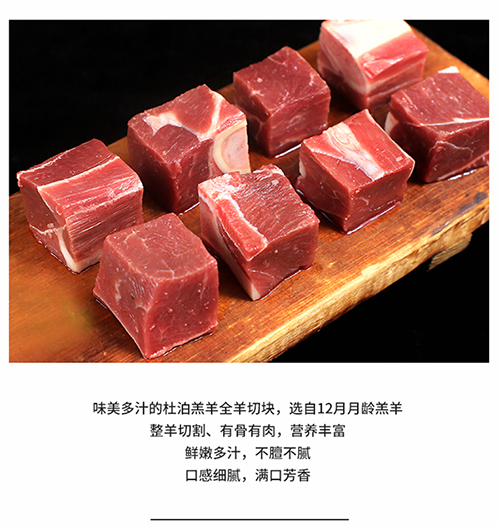 味美多汁的杜泊羔羊全羊切块，选自12月月龄羔羊
整羊切割、有骨有肉，营养丰富
鲜嫩多汁，不膻不腻
口感细腻，满口芳香